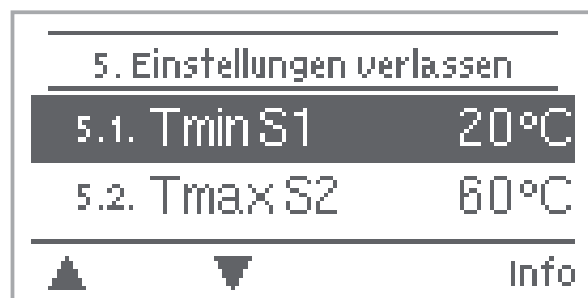 5. Einstellungen verlassen
5.1. Tmin S1 20°C
5.2. Tmax S2 60°C
▲ ▼ Info